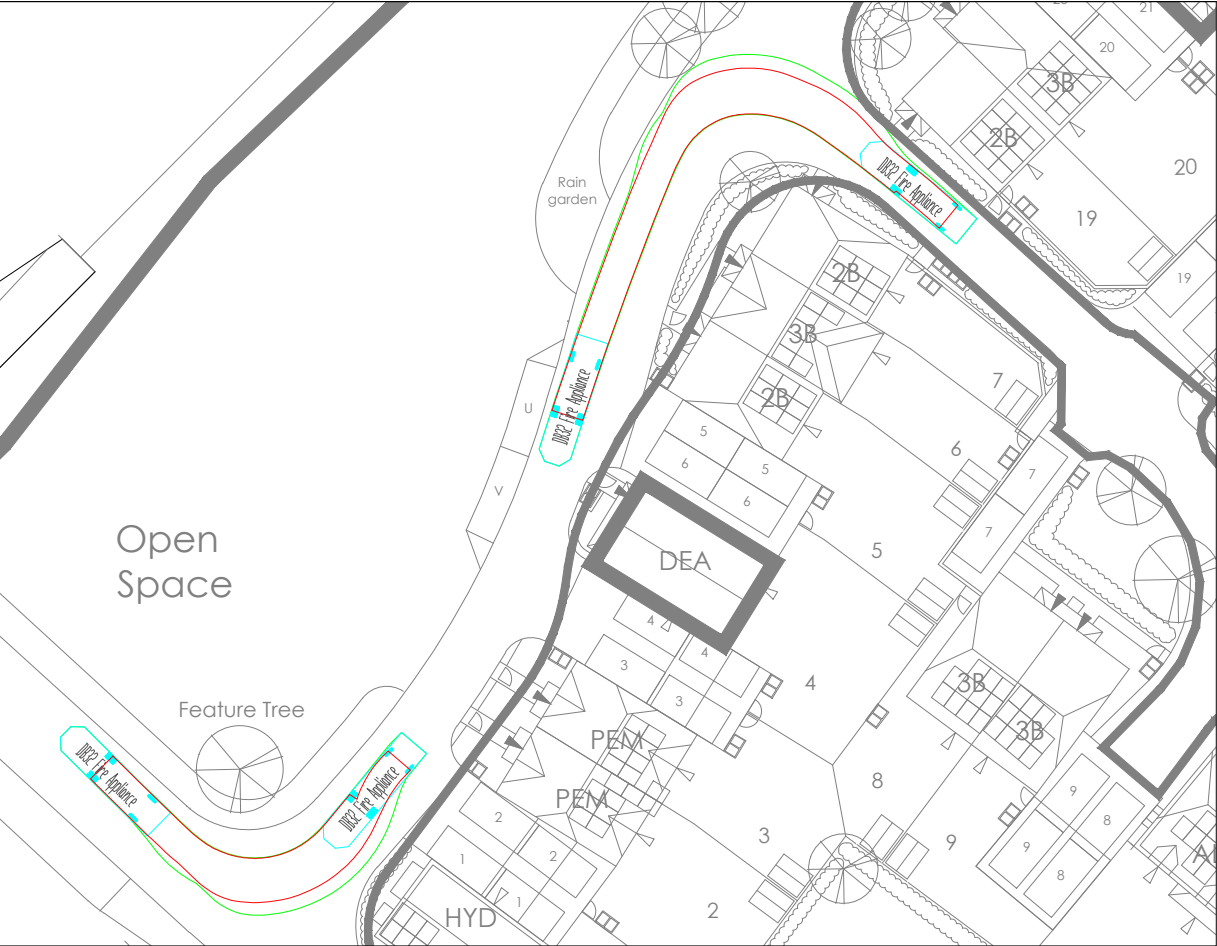 21
20
3B
2B
20
19
19
Rain
garden
DB32 Fire Appliance
2B
3B
2B
7
6
5
5
6
6
7
7
DB32 Fire Appliance
DB32 Fire Appliance
U
V
Open
Space
DEA
5
4
4
3
3
4
3B
3B
PEM
PEM
Feature Tree
DB32 Fire Appliance
DB32 Fire Appliance
8
9
8
9
8
9
3
2
2
2
1
1
HYD